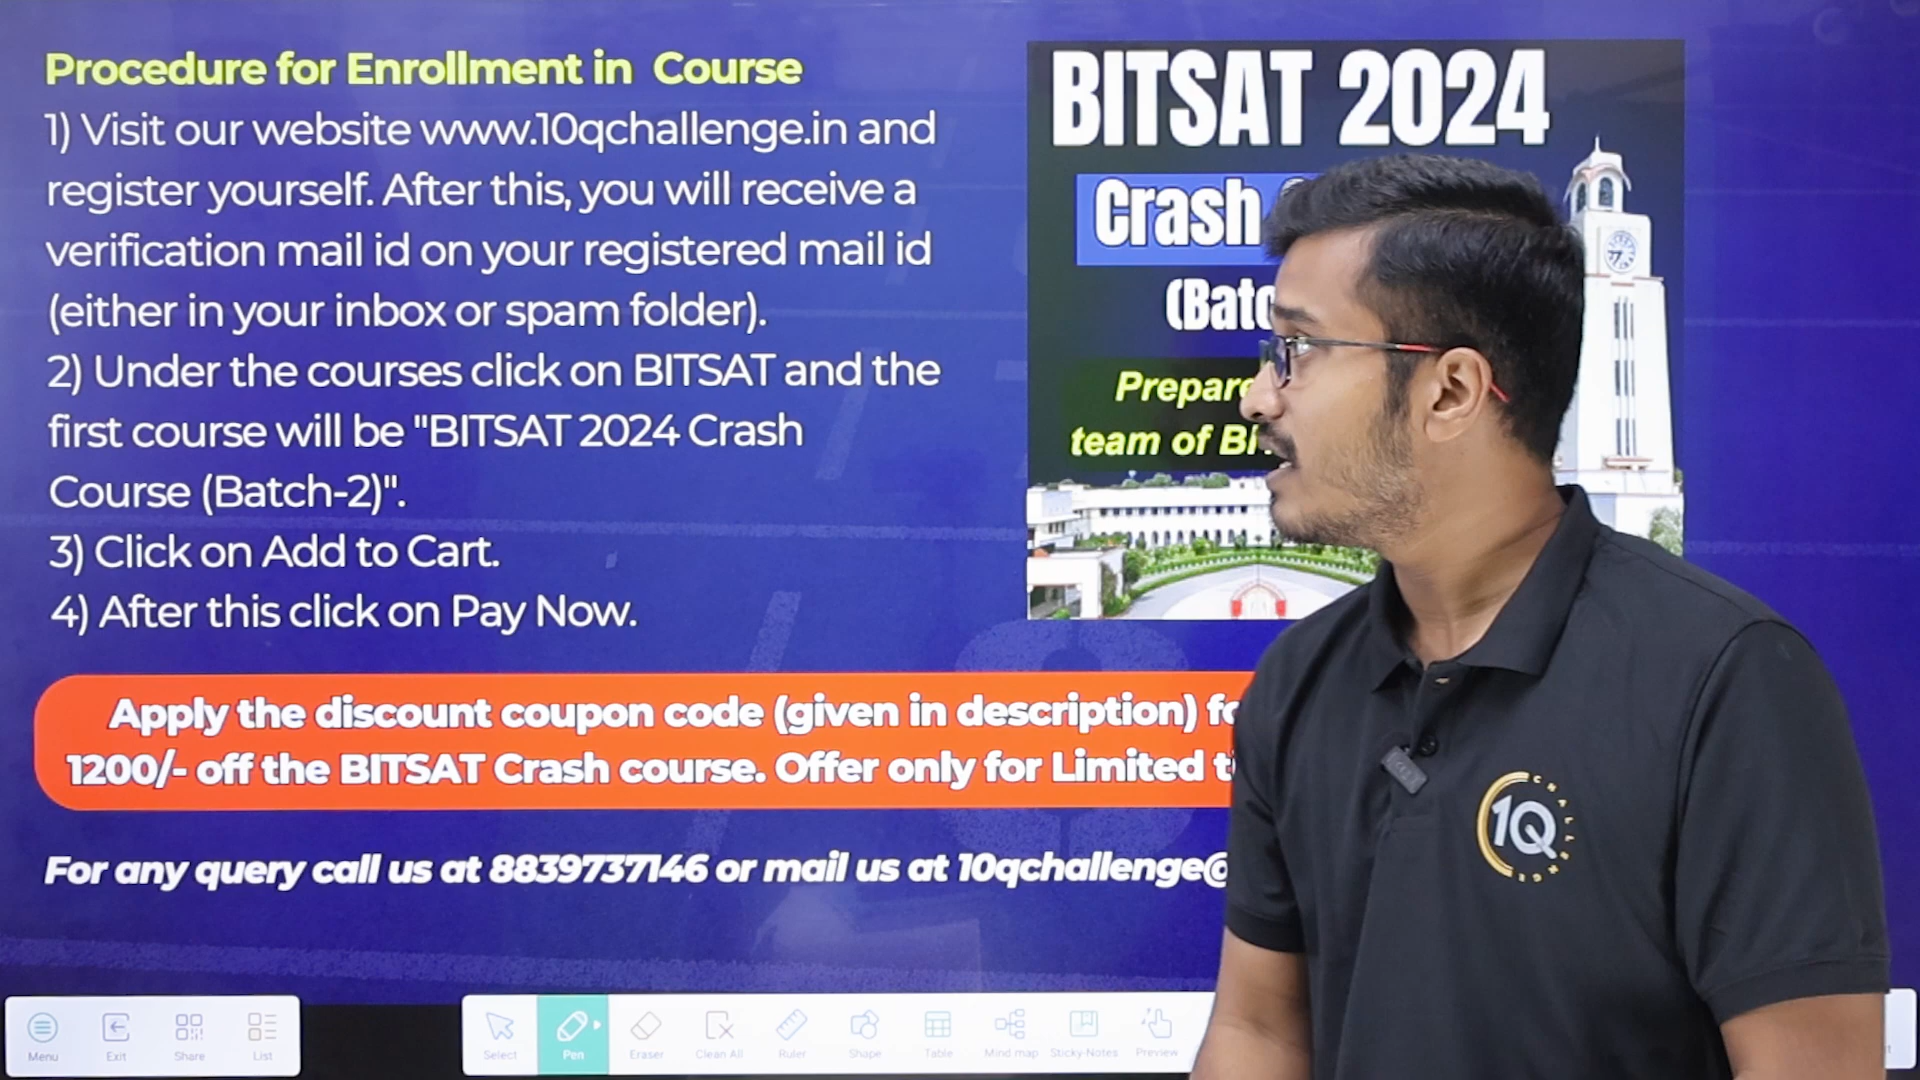 Procedure for Enrollment in Course
1) Visit our website www.10qchallenge.in and
register yourself. After this, you will receive a
verification mail id on your registered mail id
(either in your inbox or spam folder).
2) Under the courses click on BITSAT and the
first course will be "BITSAT 2024 Crash
Course (Batch-2)".
3) Click on Add to Cart.
4) After this click on Pay Now.
Apply the discount coupon code (given in description)
1200/- off the BITSAT Crash course. Offer only for Limited
For any query call us at 8839737146 or mail us at 10qchallenge@
BITSAT 2024
Crash
team of
1Q
CHALLENGE
Menu Exit Share List
Select Pen Eraser Clean All Ruler Shape Table Mind map Sticky-Notes Preview